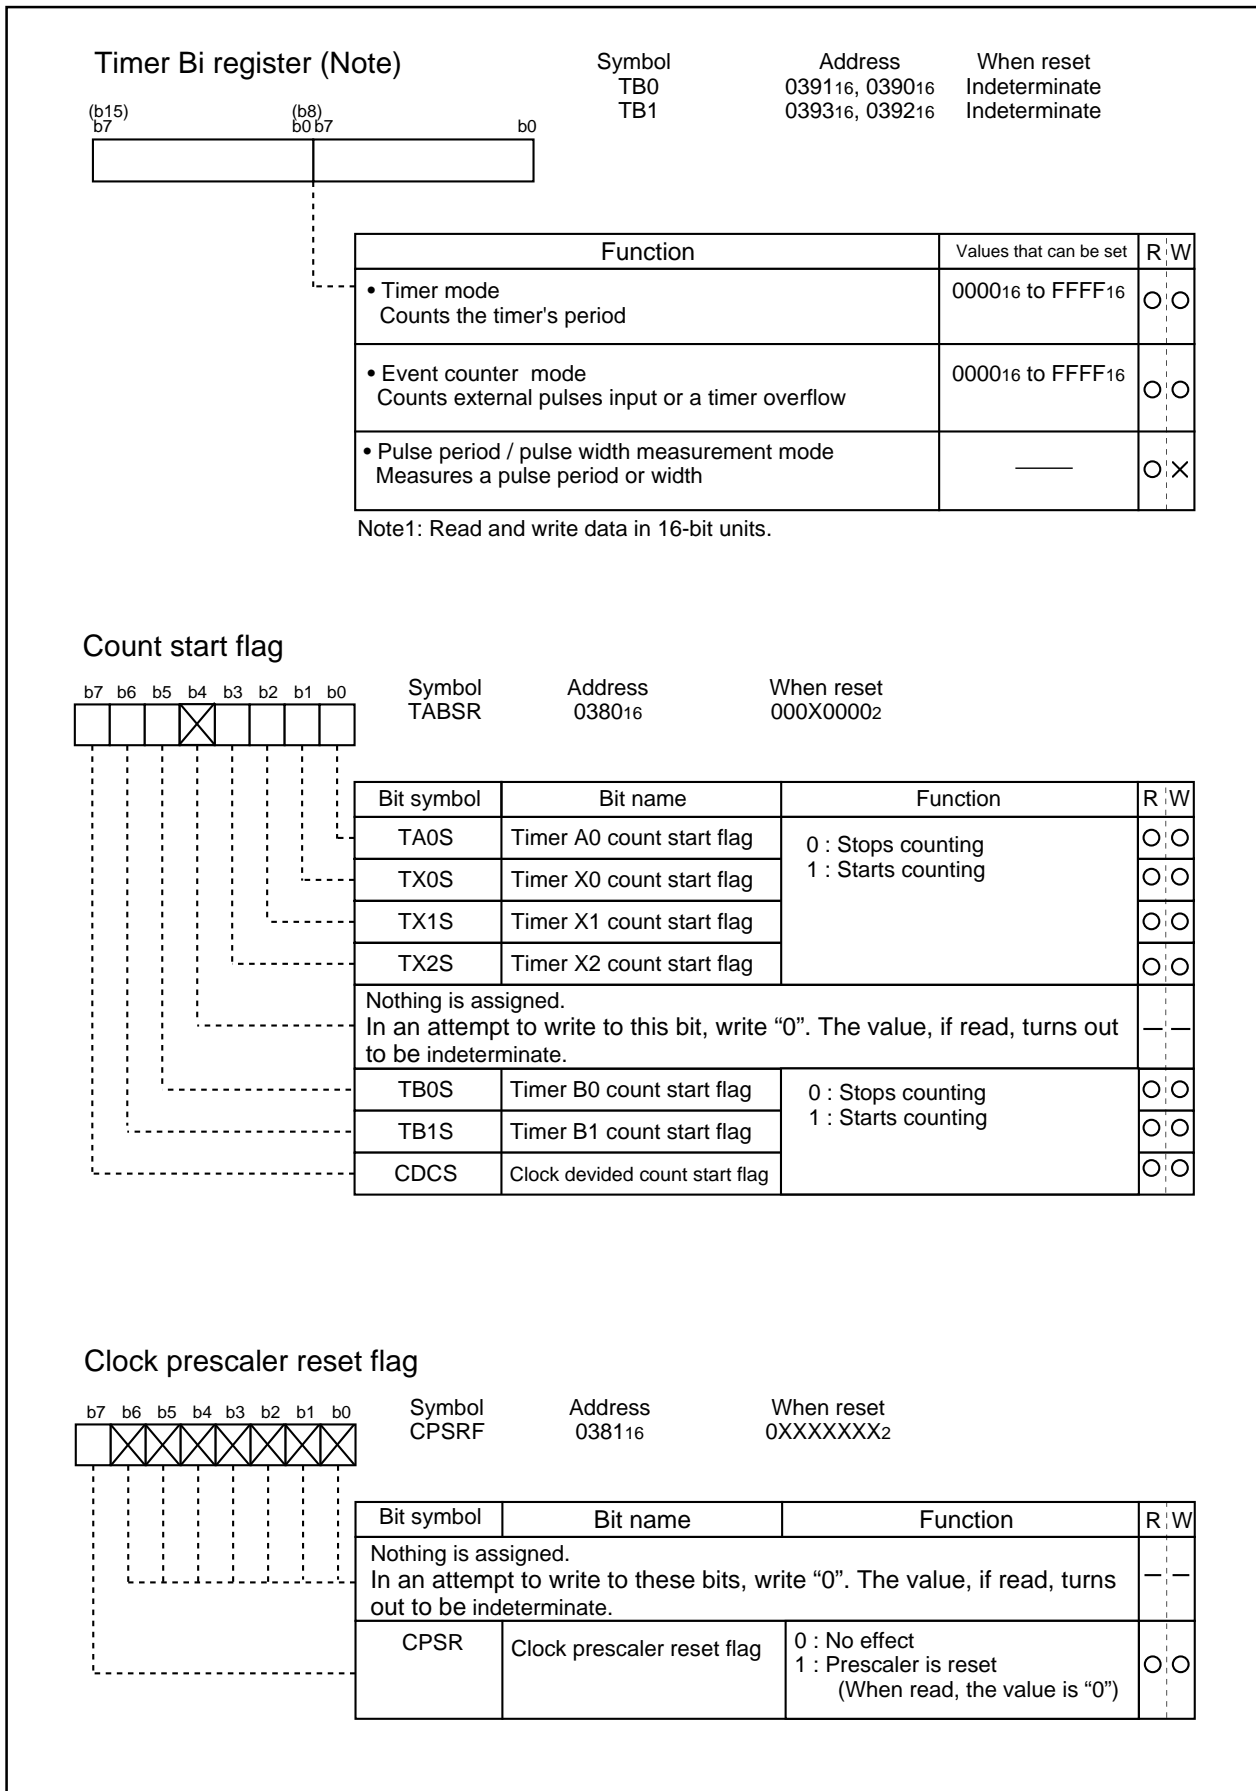 Timer Bi register (Note)
Symbol Address When reset
TB0 039116, 039016 Indeterminate
TB1 039316, 039216 Indeterminate
(b15) (b8)
b7 b0 b7 b0
Function Values that can be set R W
• Timer mode 000016 to FFFF16
Counts the timer's period
• Event counter mode 000016 to FFFF16
Counts external pulses input or a timer overflow
• Pulse period / pulse width measurement mode
Measures a pulse period or width
Note1: Read and write data in 16-bit units.
Count start flag
b7 b6 b5 b4 b3 b2 b1 b0
Symbol Address When reset
TABSR 038016 000X00002
Bit symbol Bit name Function R W
TA0S Timer A0 count start flag 0 : Stops counting
1 : Starts counting
TX0S Timer X0 count start flag
TX1S Timer X1 count start flag
TX2S Timer X2 count start flag
Nothing is assigned.
In an attempt to write to this bit, write “0”. The value, if read, turns out
to be indeterminate.
TB0S Timer B0 count start flag 0 : Stops counting
1 : Starts counting
TB1S Timer B1 count start flag
CDCS Clock devided count start flag
Clock prescaler reset flag
b7 b6 b5 b4 b3 b2 b1 b0
Symbol Address When reset
CPSRF 038116 0XXXXXXX2
Bit symbol Bit name Function R W
Nothing is assigned.
In an attempt to write to these bits, write “0”. The value, if read, turns
out to be indeterminate.
CPSR Clock prescaler reset flag 0 : No effect
1 : Prescaler is reset
(When read, the value is “0”)